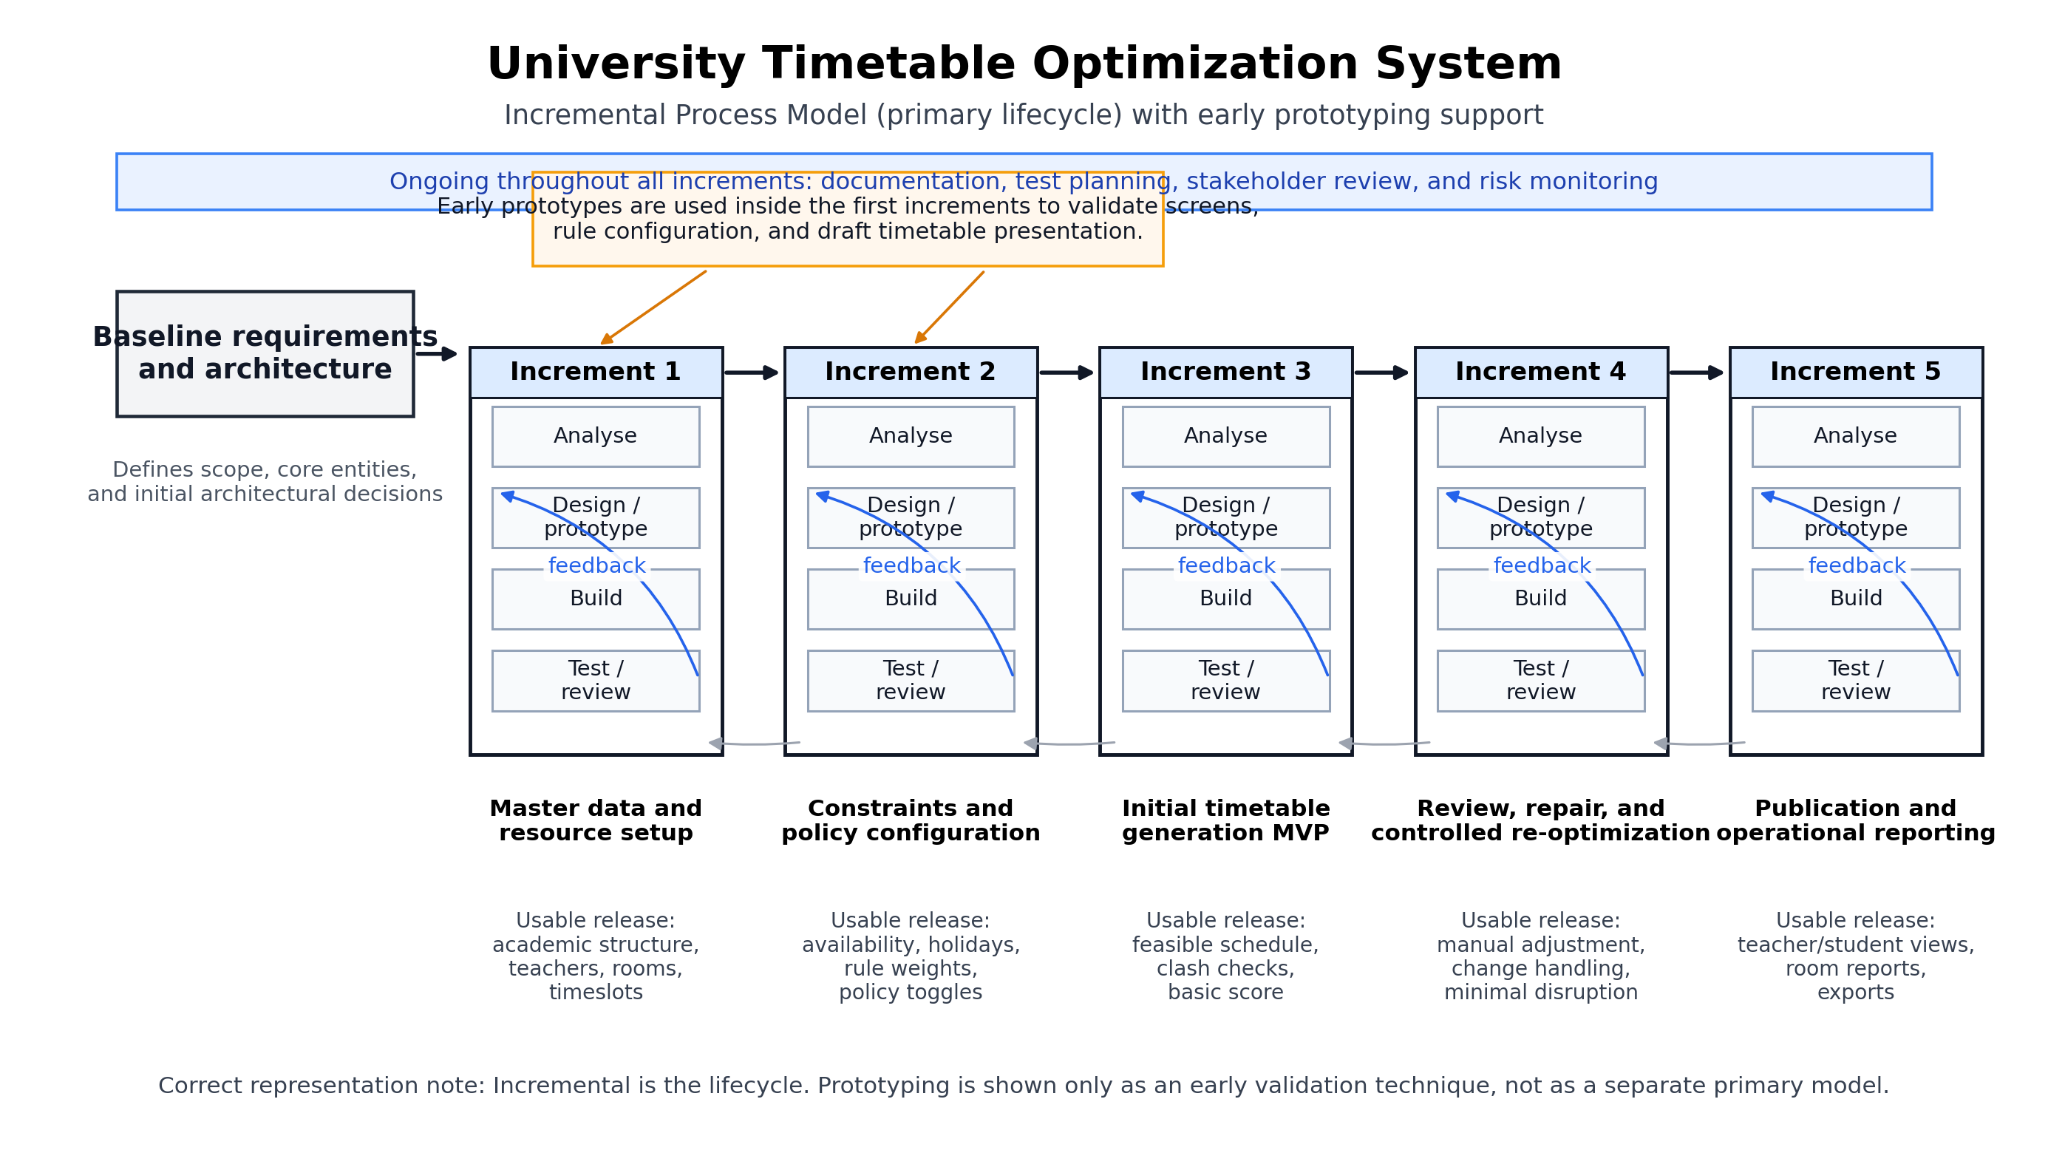 University Timetable Optimization System
Incremental Process Model (primary lifecycle) with early prototyping support
Ongoing throughout all increments: documentation, test planning, stakeholder review, and risk monitoring
Early prototypes are used inside the first increments to validate screens,
rule configuration, and draft timetable presentation.
Baseline requirements
and architecture
Defines scope, core entities,
and initial architectural decisions
Increment 1
Analyse
Design /
prototype
feedback
Build
Test /
review
Master data and
resource setup
Usable release:
academic structure,
teachers, rooms,
timeslots
Increment 2
Analyse
Design /
prototype
feedback
Build
Test /
review
Constraints and
policy configuration
Usable release:
availability, holidays,
rule weights,
policy toggles
Increment 3
Analyse
Design /
prototype
feedback
Build
Test /
review
Initial timetable
generation MVP
Usable release:
feasible schedule,
clash checks,
basic score
Increment 4
Analyse
Design /
prototype
feedback
Build
Test /
review
Review, repair, and
controlled re-optimization
Usable release:
manual adjustment,
change handling,
minimal disruption
Increment 5
Analyse
Design /
prototype
feedback
Build
Test /
review
Publication and
operational reporting
Usable release:
teacher/student views,
room reports,
exports
Correct representation note: Incremental is the lifecycle. Prototyping is shown only as an early validation technique, not as a separate primary model.